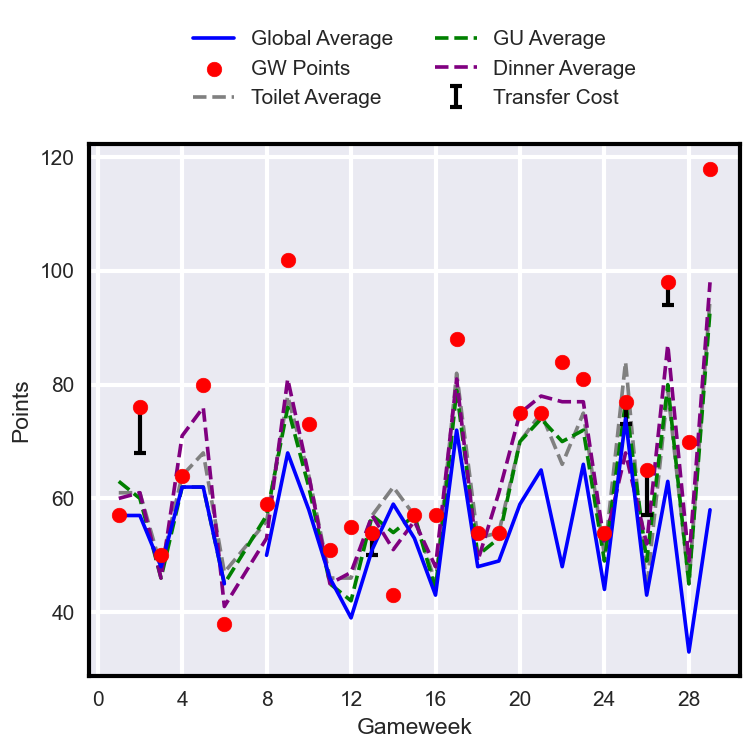 Global Average
GW Points
Toilet Average
GU Average
Dinner Average
Transfer Cost
Points
120
100
80
60
40
0 4 8 12 16 20 24 28
Gameweek